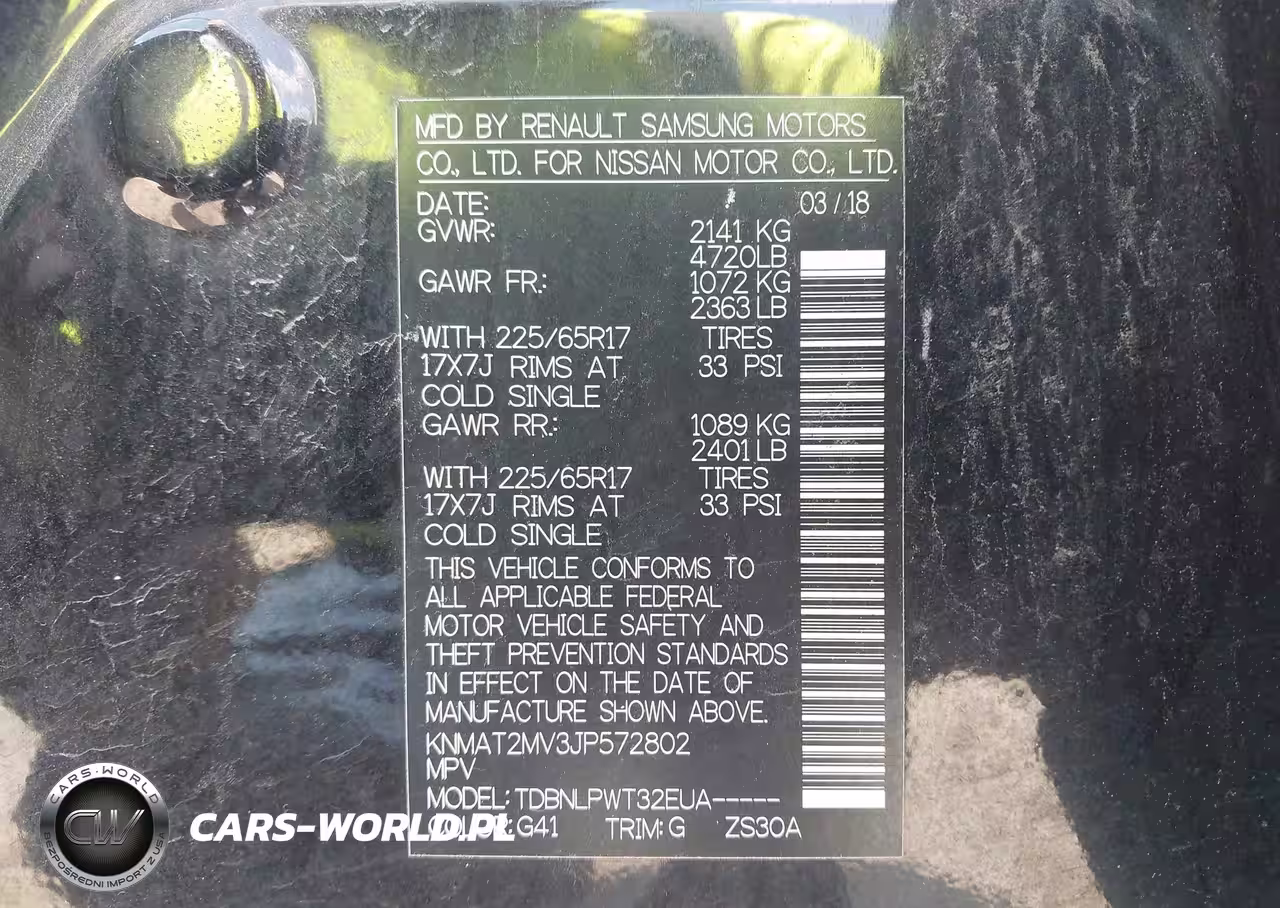 MFD BY RENAULT SAMSUNG MOTORS
CO., LTD. FOR NISSAN MOTOR CO., LTD.
DATE: 03 / 18
GVWR: 2141 KG
4720LB
GAWR FR.: 1072 KG
2363 LB
WITH 225/65R17 TIRES
17X7J RIMS AT 33 PSI
COLD SINGLE
GAWR RR.: 1089 KG
2401 LB
WITH 225/65R17 TIRES
17X7J RIMS AT 33 PSI
COLD SINGLE
THIS VEHICLE CONFORMS TO
ALL APPLICABLE FEDERAL
MOTOR VEHICLE SAFETY AND
THEFT PREVENTION STANDARDS
IN EFFECT ON THE DATE OF
MANUFACTURE SHOWN ABOVE.
KNMAT2MV3JP572802
MPV
MODEL: TDBNLPWT32EUA-----
COLOR: G41 TRIM: G ZS30A
CARS-WORLD
CW
BEZPOŚREDNI IMPORT Z USA
CARS-WORLD.PL